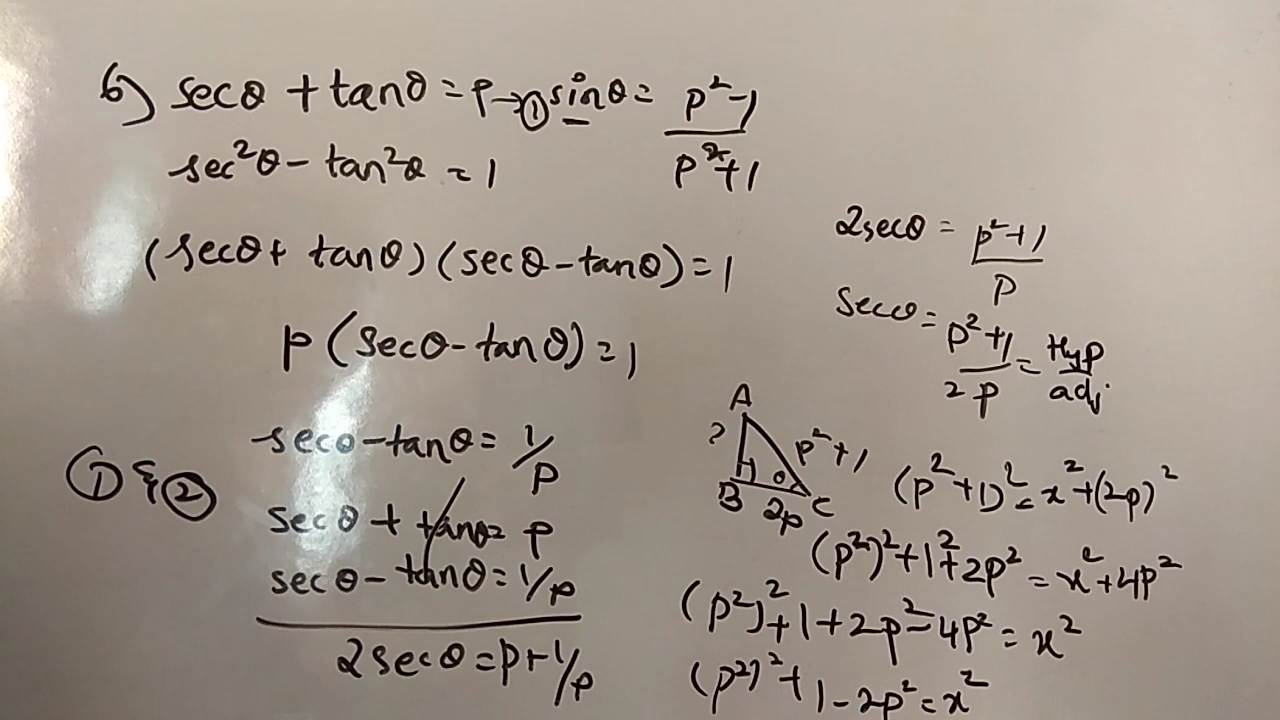 6) secθ + tanθ = p → ① sinθ = p² - 1 / p² + 1
sec²θ - tan²θ = 1
(secθ + tanθ) (secθ - tanθ) = 1
p (secθ - tanθ) = 1
① & ②
secθ - tanθ = 1/p
secθ + tanθ = p
secθ - tanθ = 1/p
2 secθ = p + 1/p
2secθ = p² + 1 / p
secθ = p² + 1 / 2p = Hyp / adj
A
? p² + 1
B θ C
2p
(p² + 1)² = x² + (2p)²
(p²)² + 1² + 2p² = x² + 4p²
(p²)² + 1 + 2p² - 4p² = x²
(p²)² + 1 - 2p² = x²